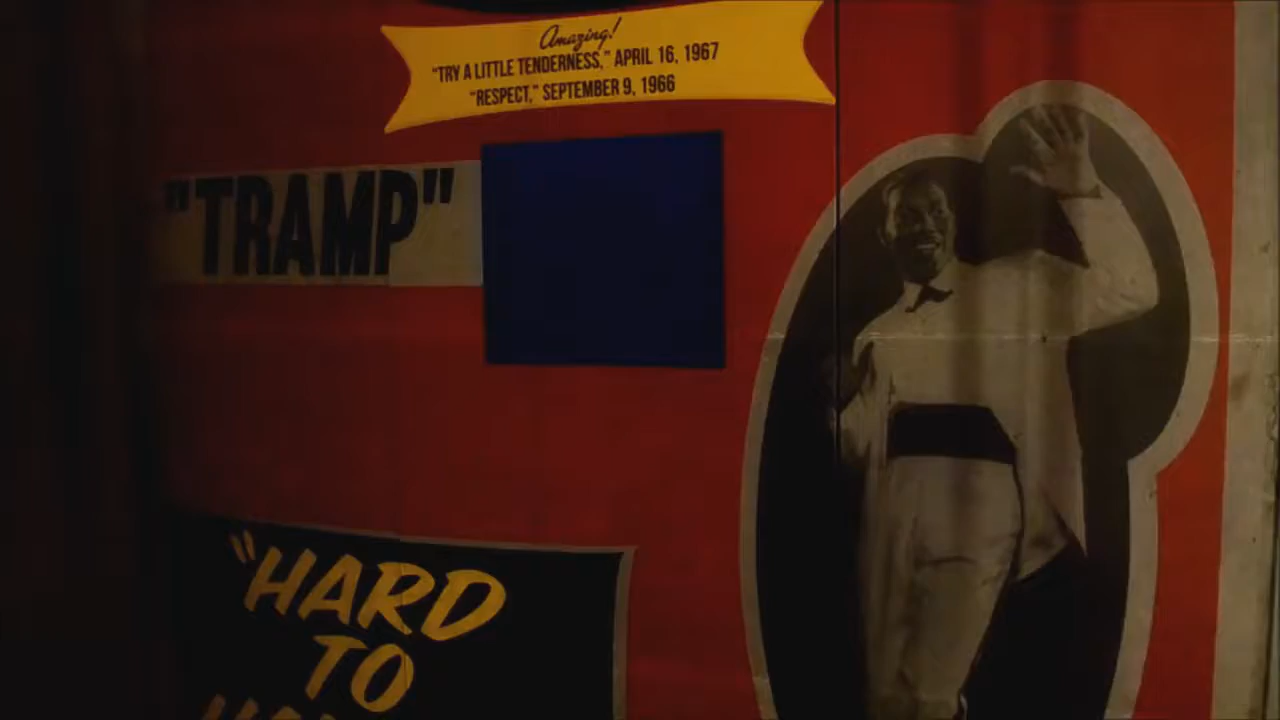 Amazing!
"TRY A LITTLE TENDERNESS," APRIL 16, 1967
"RESPECT," SEPTEMBER 9, 1966
"TRAMP"
"HARD
TO